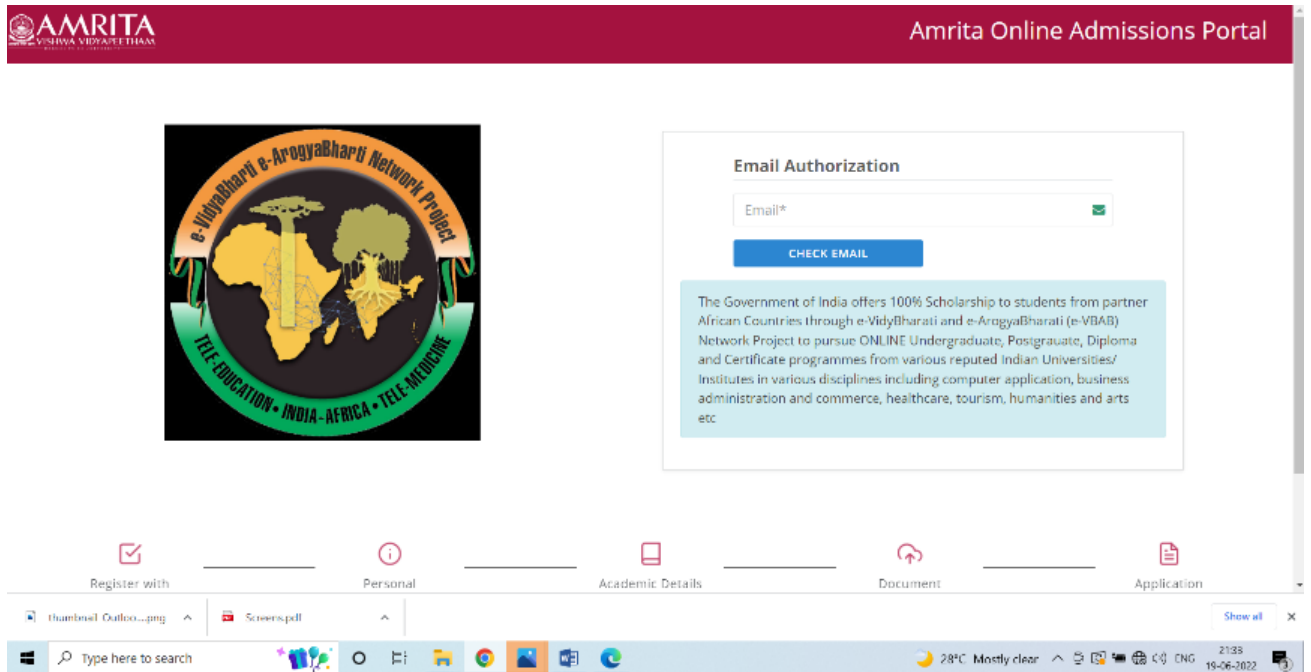 AMRITA
VISHWA VIDYAPEETHAM
Amrita Online Admissions Portal
e-VidyaBharti e-ArogyaBharti Network Project
TELE-EDUCATION • INDIA-AFRICA • TELE-MEDICINE
Email Authorization
Email*
CHECK EMAIL
The Government of India offers 100% Scholarship to students from partner
African Countries through e-VidyBharati and e-ArogyaBharati (e-VBAB)
Network Project to pursue ONLINE Undergraduate, Postgrauate, Diploma
and Certificate programmes from various reputed Indian Universities/
Institutes in various disciplines including computer application, business
administration and commerce, healthcare, tourism, humanities and arts
etc
Register with
Personal
Academic Details
Document
Application
thumbnail Outloo....png
Screens.pdf
Show all
Type here to search
28°C Mostly clear
ENG
21:33
19-06-2022